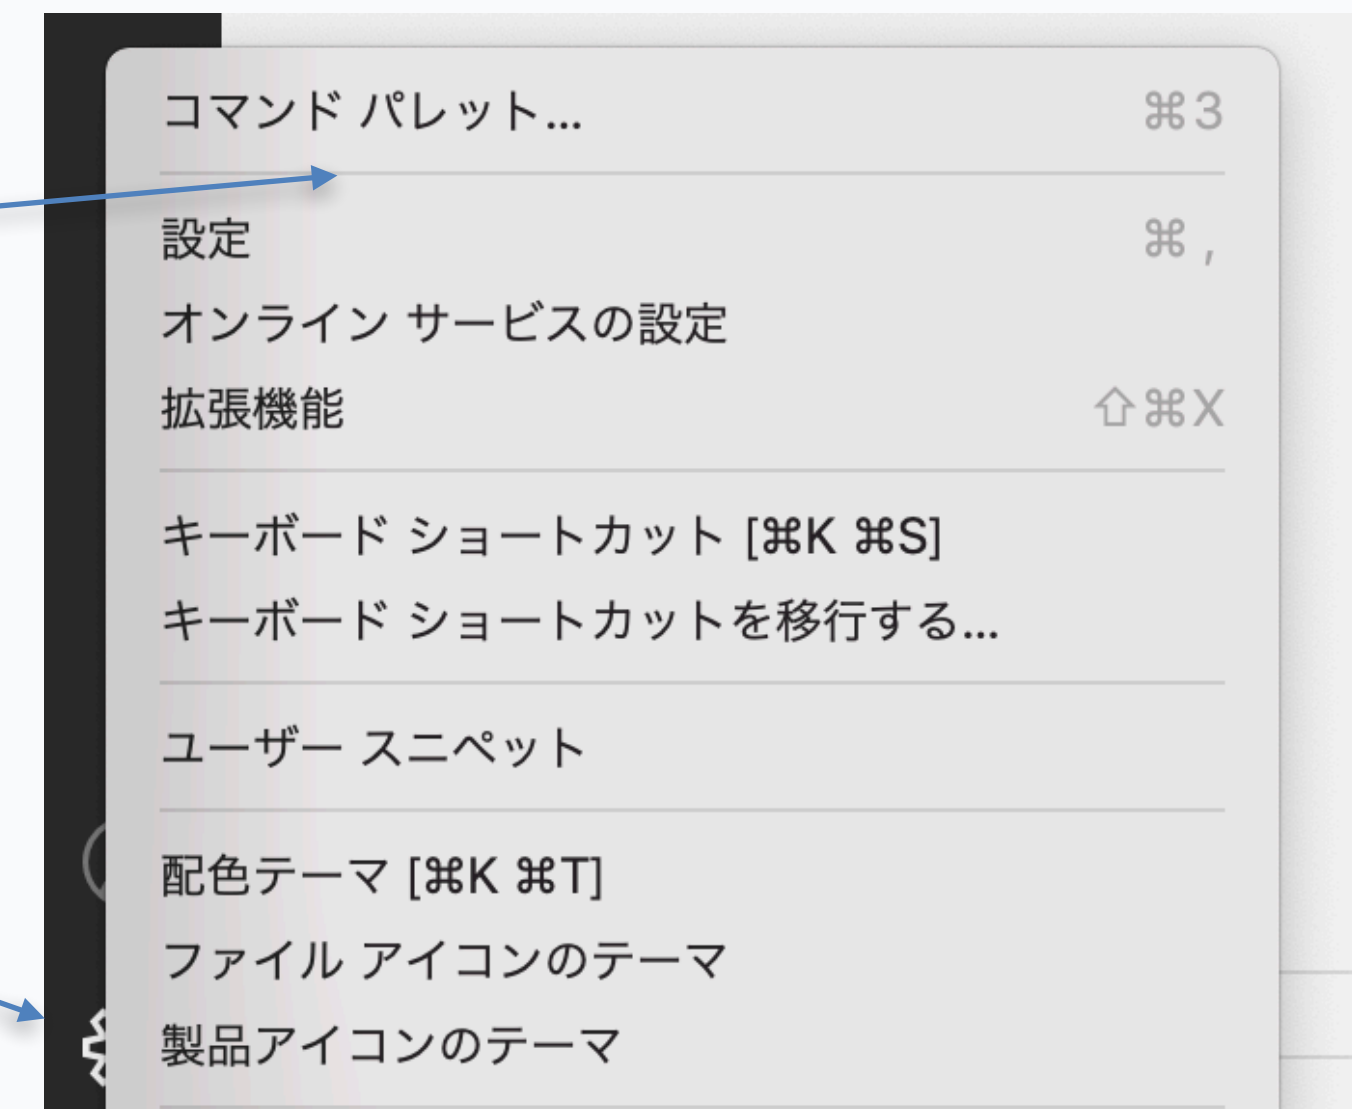 コマンド パレット... ⌘3
設定 ⌘,
オンライン サービスの設定
拡張機能 ⇧⌘X
キーボード ショートカット [⌘K ⌘S]
キーボード ショートカットを移行する...
ユーザー スニペット
配色テーマ [⌘K ⌘T]
ファイル アイコンのテーマ
製品アイコンのテーマ